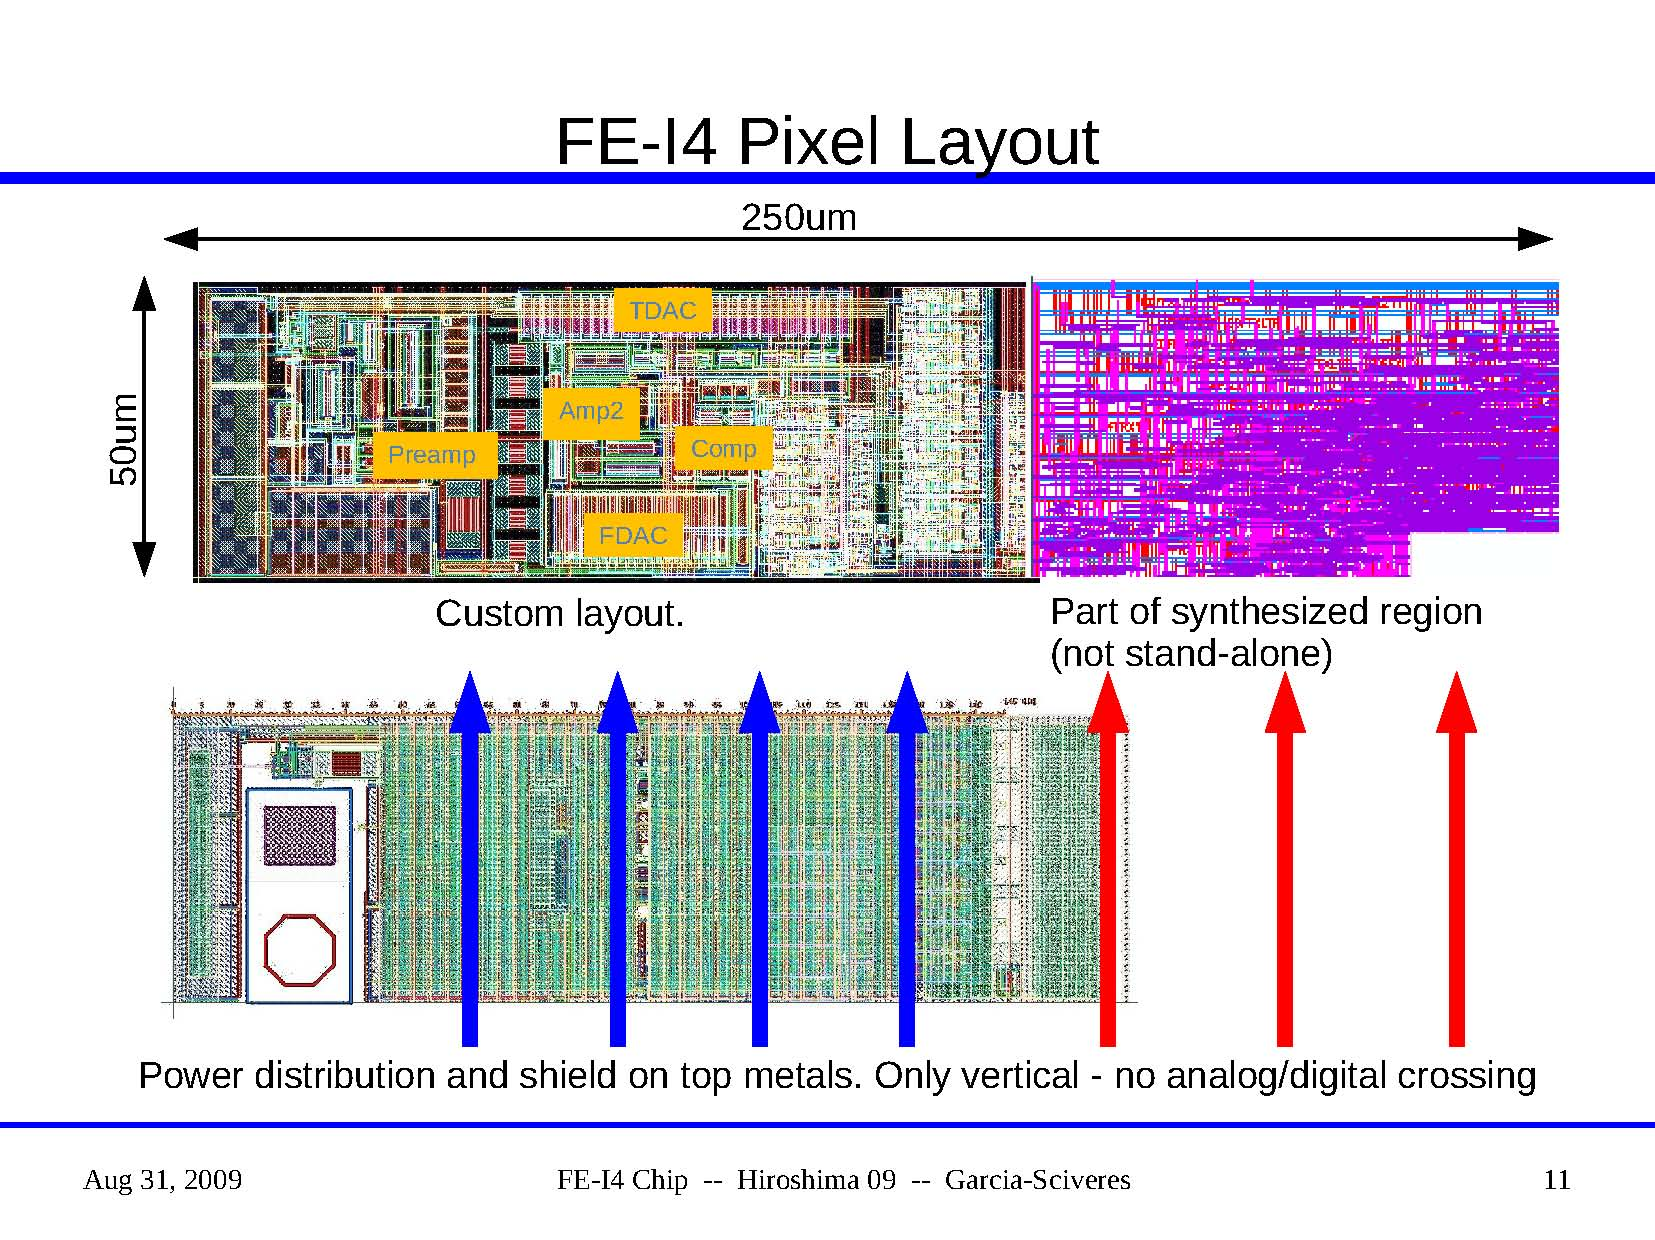 FE-I4 Pixel Layout
250um
50um
TDAC
Amp2
Preamp
Comp
FDAC
Custom layout.
Part of synthesized region
(not stand-alone)
Power distribution and shield on top metals. Only vertical - no analog/digital crossing
Aug 31, 2009
FE-I4 Chip -- Hiroshima 09 -- Garcia-Sciveres
11